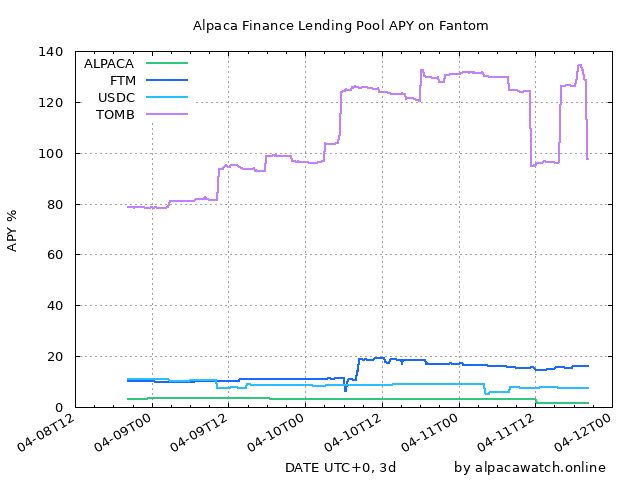 Alpaca Finance Lending Pool APY on Fantom
140
120
100
80
60
40
20
0
APY %
ALPACA
FTM
USDC
TOMB
04-08T12
04-09T00
04-09T12
04-10T00
04-10T12
04-11T00
04-11T12
04-12T00
DATE UTC+0, 3d
by alpacawatch.online